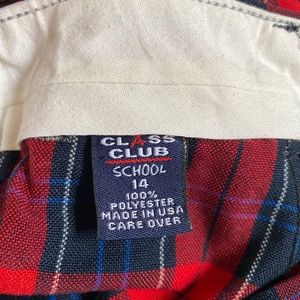 CLASS
CLUB
SCHOOL
14
100%
POLYESTER
MADE IN USA
CARE OVER